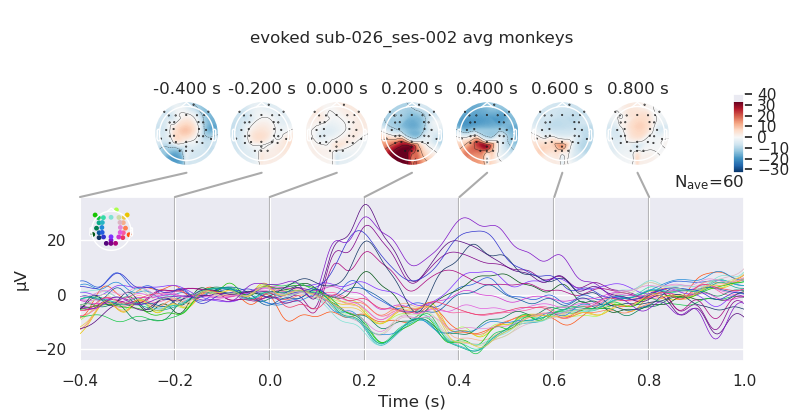 evoked sub-026_ses-002 avg monkeys
-0.400 s -0.200 s 0.000 s 0.200 s 0.400 s 0.600 s 0.800 s
40
30
20
10
0
−10
−20
−30
Nave=60
20
0
−20
μV
−0.4 −0.2 0.0 0.2 0.4 0.6 0.8 1.0
Time (s)